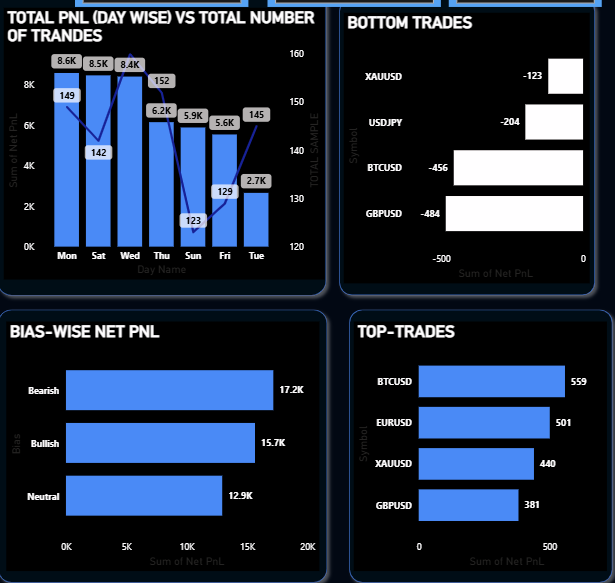 TOTAL PNL (DAY WISE) VS TOTAL NUMBER
OF TRANDES
8.6K
8.5K
8.4K
6.2K
5.9K
5.6K
2.7K
149
142
152
123
129
145
8K
6K
4K
2K
0K
160
150
140
130
120
Sum of Net PnL
TOTAL SAMPLE
Mon Sat Wed Thu Sun Fri Tue
Day Name
BOTTOM TRADES
Symbol
XAUUSD -123
USDJPY -204
BTCUSD -456
GBPUSD -484
-500 0
Sum of Net PnL
BIAS-WISE NET PNL
Bias
Bearish 17.2K
Bullish 15.7K
Neutral 12.9K
0K 5K 10K 15K 20K
Sum of Net PnL
TOP-TRADES
Symbol
BTCUSD 559
EURUSD 501
XAUUSD 440
GBPUSD 381
0 500
Sum of Net PnL